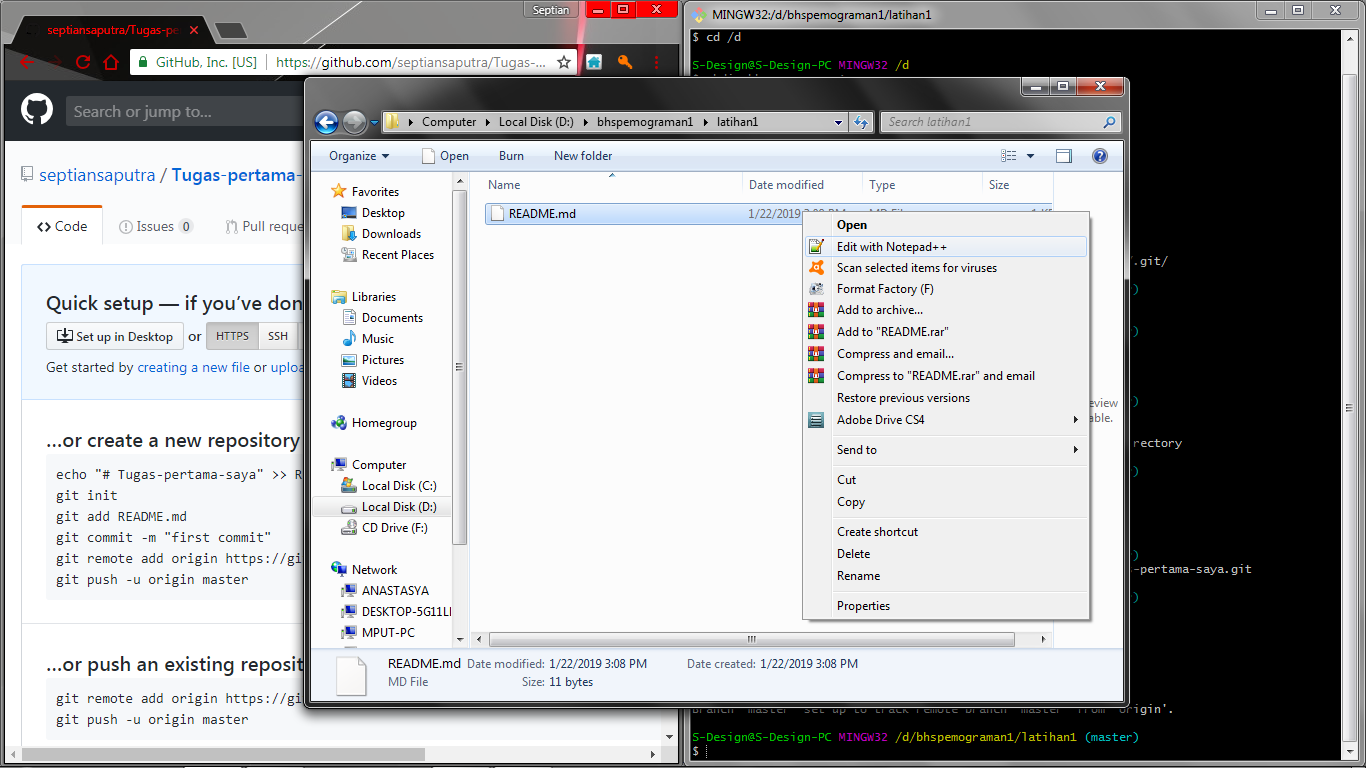 Septian
septiansaputra/Tugas-pe
GitHub, Inc. [US]
https://github.com/septiansaputra/Tugas-...
Search or jump to...
septiansaputra / Tugas-pertama-
Code
Issues 0
Pull reque
Quick setup — if you've don
Set up in Desktop
or
HTTPS
SSH
Get started by creating a new file or uploa
...or create a new repository
echo "# Tugas-pertama-saya" >> R
git init
git add README.md
git commit -m "first commit"
git remote add origin https://gi
git push -u origin master
...or push an existing reposit
git remote add origin https://gi
git push -u origin master
Computer
Local Disk (D:)
bhspemograman1
latihan1
Search latihan1
Organize
Open
Burn
New folder
Favorites
Desktop
Downloads
Recent Places
Libraries
Documents
Music
Pictures
Videos
Homegroup
Computer
Local Disk (C:)
Local Disk (D:)
CD Drive (F:)
Network
ANASTASYA
DESKTOP-5G11L
MPUT-PC
Name
Date modified
Type
Size
README.md
1/22/2019
Open
Edit with Notepad++
Scan selected items for viruses
Format Factory (F)
Add to archive...
Add to "README.rar"
Compress and email...
Compress to "README.rar" and email
Restore previous versions
Adobe Drive CS4
Send to
Cut
Copy
Create shortcut
Delete
Rename
Properties
eview
able.
README.md
Date modified: 1/22/2019 3:08 PM
Date created: 1/22/2019 3:08 PM
MD File
Size: 11 bytes
MINGW32:/d/bhspemograman1/latihan1
$ cd /d
S-Design@S-Design-PC MINGW32 /d
/.git/
)
)
)
rectory
)
)
-pertama-saya.git
)
Branch 'master' set up to track remote branch 'master' from 'origin'.
S-Design@S-Design-PC MINGW32 /d/bhspemograman1/latihan1 (master)
$